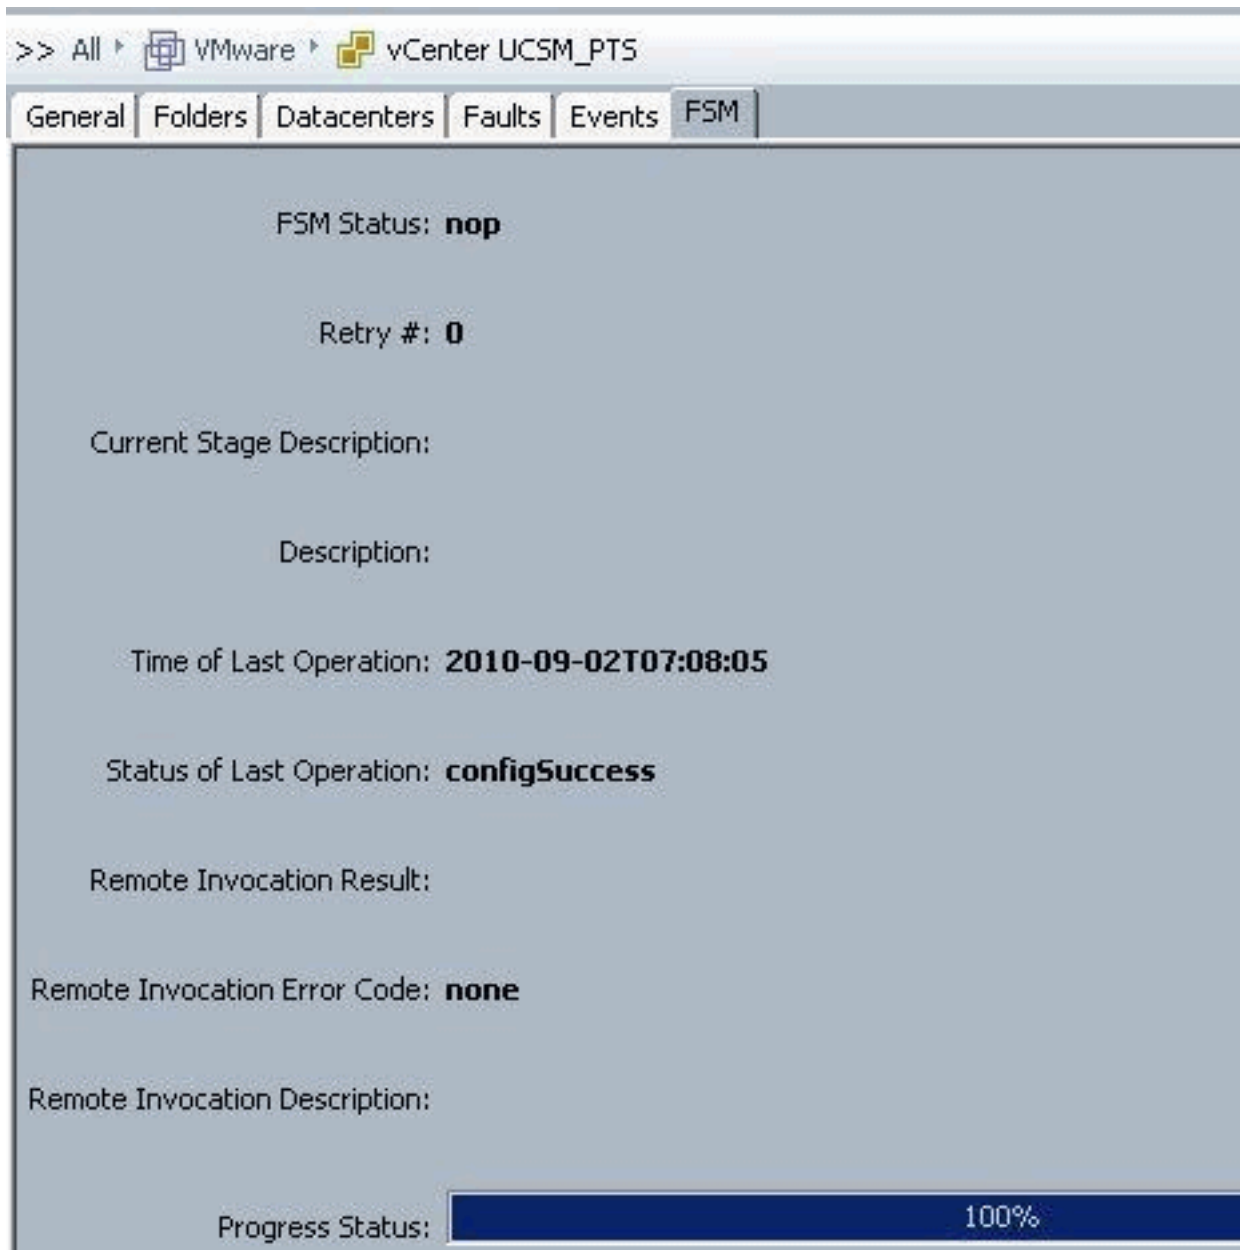 >> All VMware vCenter UCSM_PTS
General Folders Datacenters Faults Events FSM
FSM Status: nop
Retry #: 0
Current Stage Description:
Description:
Time of Last Operation: 2010-09-02T07:08:05
Status of Last Operation: configSuccess
Remote Invocation Result:
Remote Invocation Error Code: none
Remote Invocation Description:
Progress Status: 100%